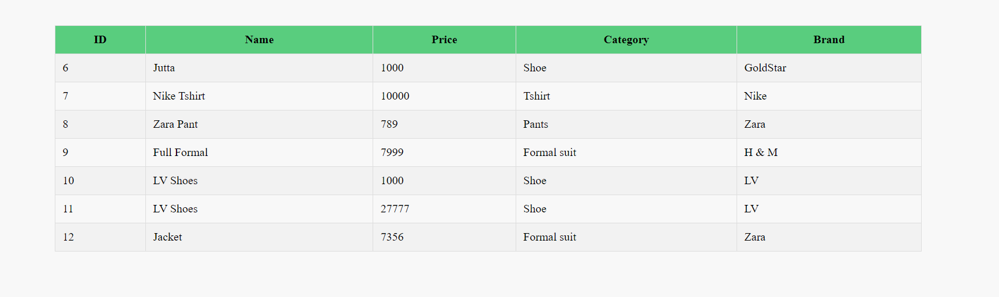 ID Name Price Category Brand
6 Jutta 1000 Shoe GoldStar
7 Nike Tshirt 10000 Tshirt Nike
8 Zara Pant 789 Pants Zara
9 Full Formal 7999 Formal suit H & M
10 LV Shoes 1000 Shoe LV
11 LV Shoes 27777 Shoe LV
12 Jacket 7356 Formal suit Zara